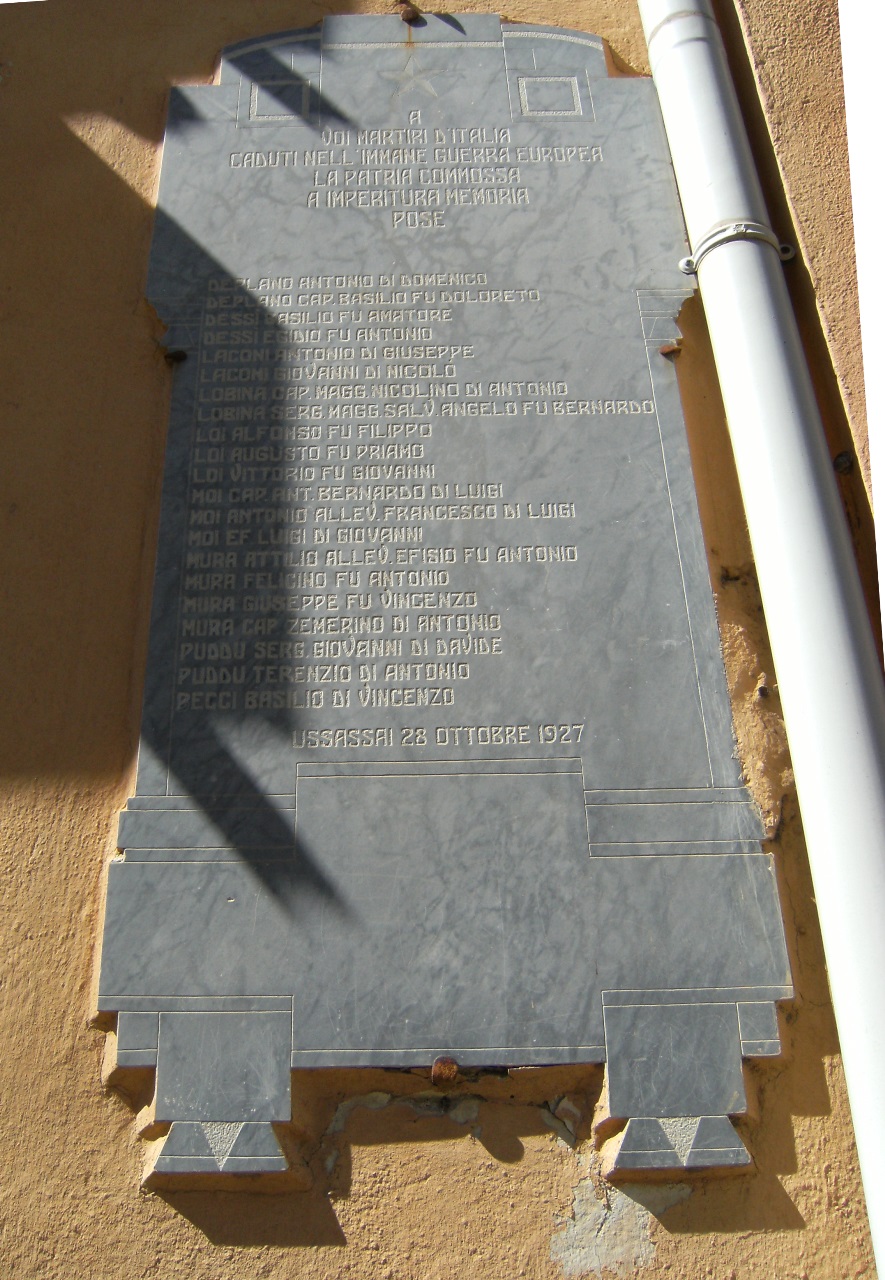 A
VOI MARTIRI D'ITALIA
CADUTI NELL'IMMANE GUERRA EUROPEA
LA PATRIA COMMOSSA
A IMPERITURA MEMORIA
POSE
DEPLANO ANTONIO DI DOMENICO
DEPLANO CAP. BASILIO FU DOLORETO
DESSI BASILIO FU AMATORE
DESSI EGIDIO FU ANTONIO
LACONI ANTONIO DI GIUSEPPE
LACONI GIOVANNI DI NICOLO
LOBINA CAP. MAGG. NICOLINO DI ANTONIO
LOBINA SERG. MAGG. SALV. ANGELO FU BERNARDO
LOI ALFONSO FU FILIPPO
LOI AUGUSTO FU PRIAMO
LOI VITTORIO FU GIOVANNI
MOI CAP. ANT. BERNARDO DI LUIGI
MOI ANTONIO ALLEV. FRANCESCO DI LUIGI
MOI EF. LUIGI DI GIOVANNI
MURA ATTILIO ALLEV. EFISIO FU ANTONIO
MURA FELICINO FU ANTONIO
MURA GIUSEPPE FU VINCENZO
MURA CAP. ZEMERINO DI ANTONIO
PUDDU SERG. GIOVANNI DI DAVIDE
PUDDU TERENZIO DI ANTONIO
PECCI BASILIO DI VINCENZO
USSASSAI 28 OTTOBRE 1927